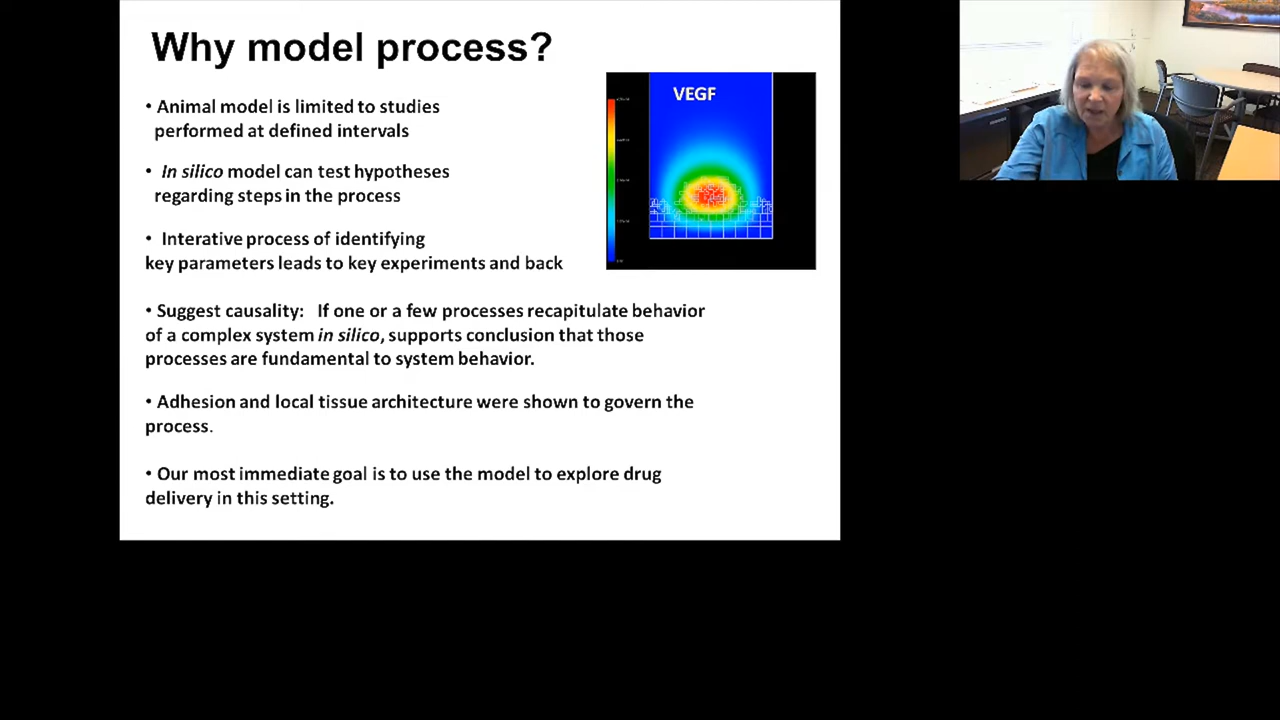 Why model process?
• Animal model is limited to studies
performed at defined intervals
• In silico model can test hypotheses
regarding steps in the process
• Interative process of identifying
key parameters leads to key experiments and back
• Suggest causality: If one or a few processes recapitulate behavior
of a complex system in silico, supports conclusion that those
processes are fundamental to system behavior.
• Adhesion and local tissue architecture were shown to govern the
process.
• Our most immediate goal is to use the model to explore drug
delivery in this setting.
VEGF